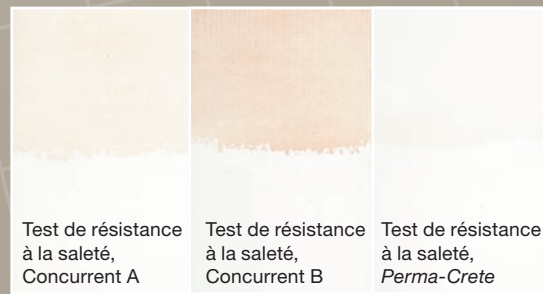 Test de résistance
à la saleté,
Concurrent A
Test de résistance
à la saleté,
Concurrent B
Test de résistance
à la saleté,
Perma-Crete